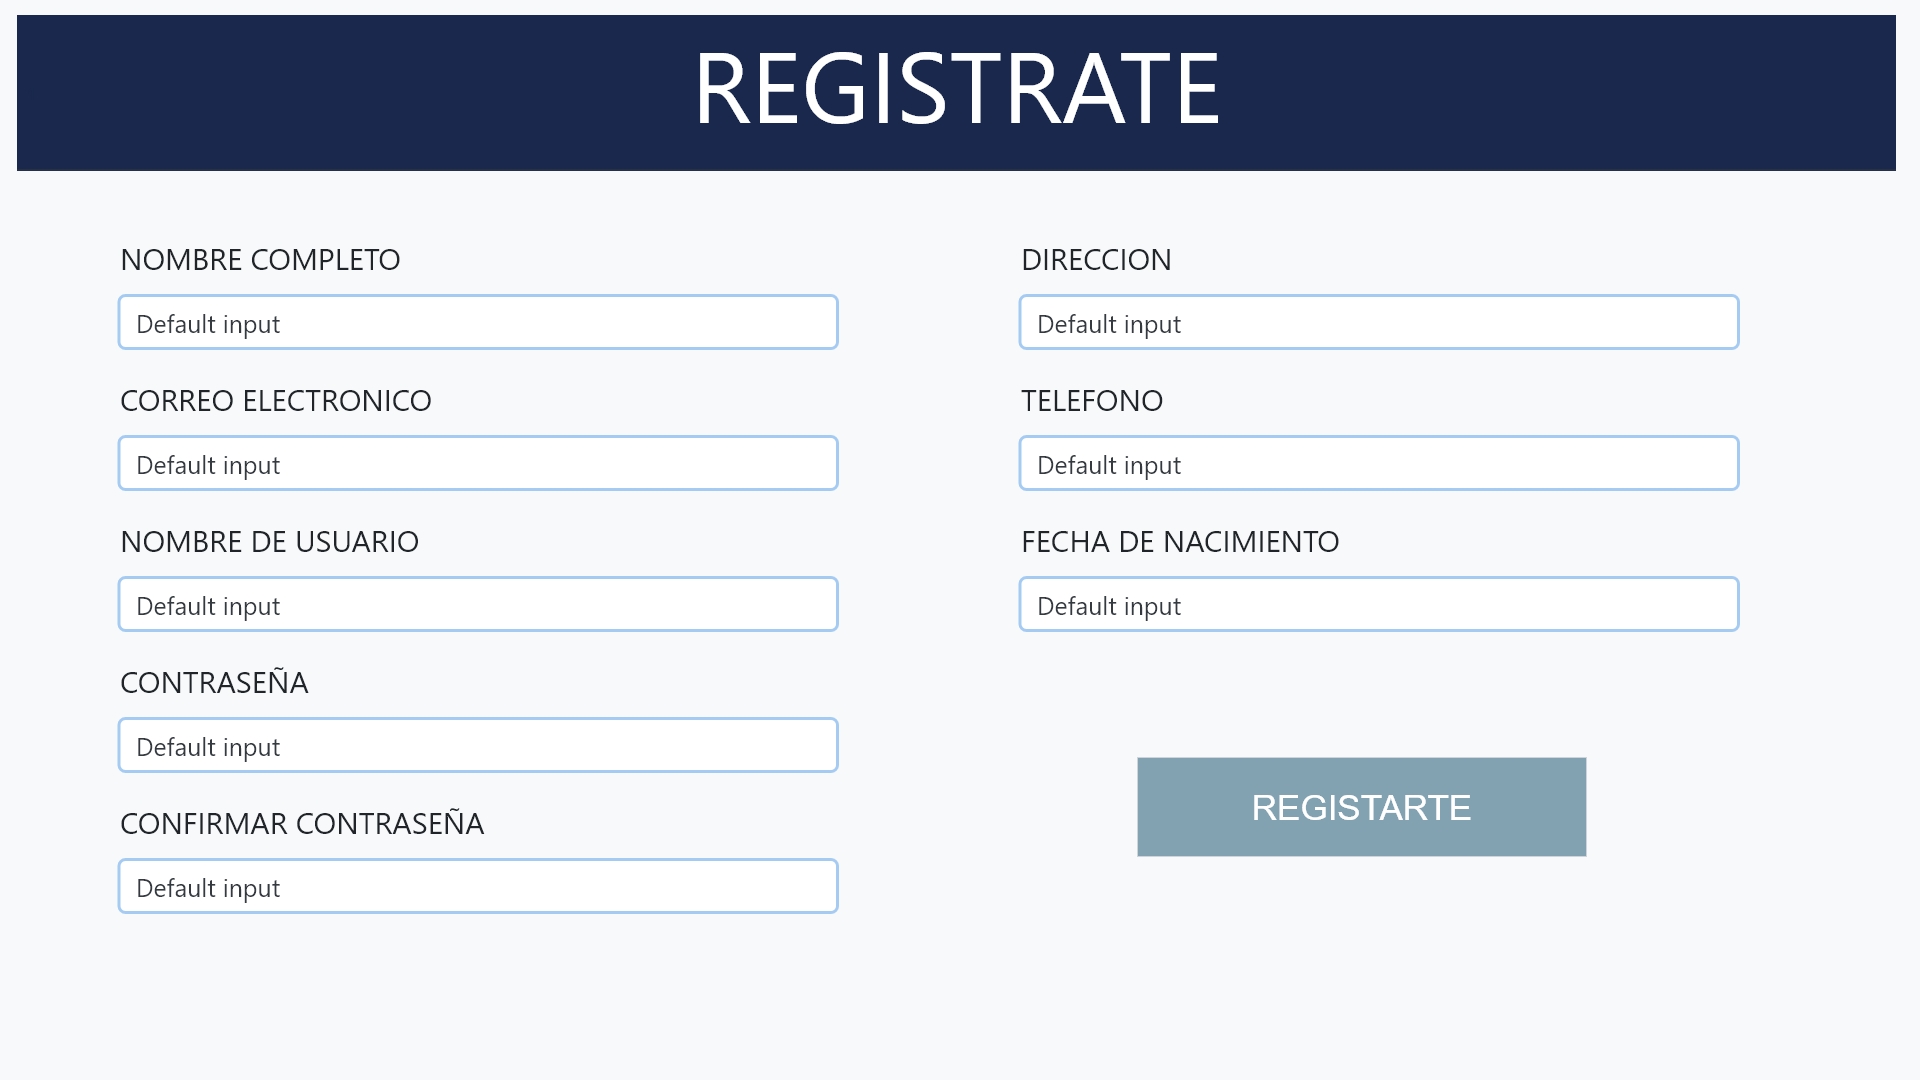 REGISTRATE
NOMBRE COMPLETO
Default input
CORREO ELECTRONICO
Default input
NOMBRE DE USUARIO
Default input
CONTRASEÑA
Default input
CONFIRMAR CONTRASEÑA
Default input
DIRECCION
Default input
TELEFONO
Default input
FECHA DE NACIMIENTO
Default input
REGISTARTE